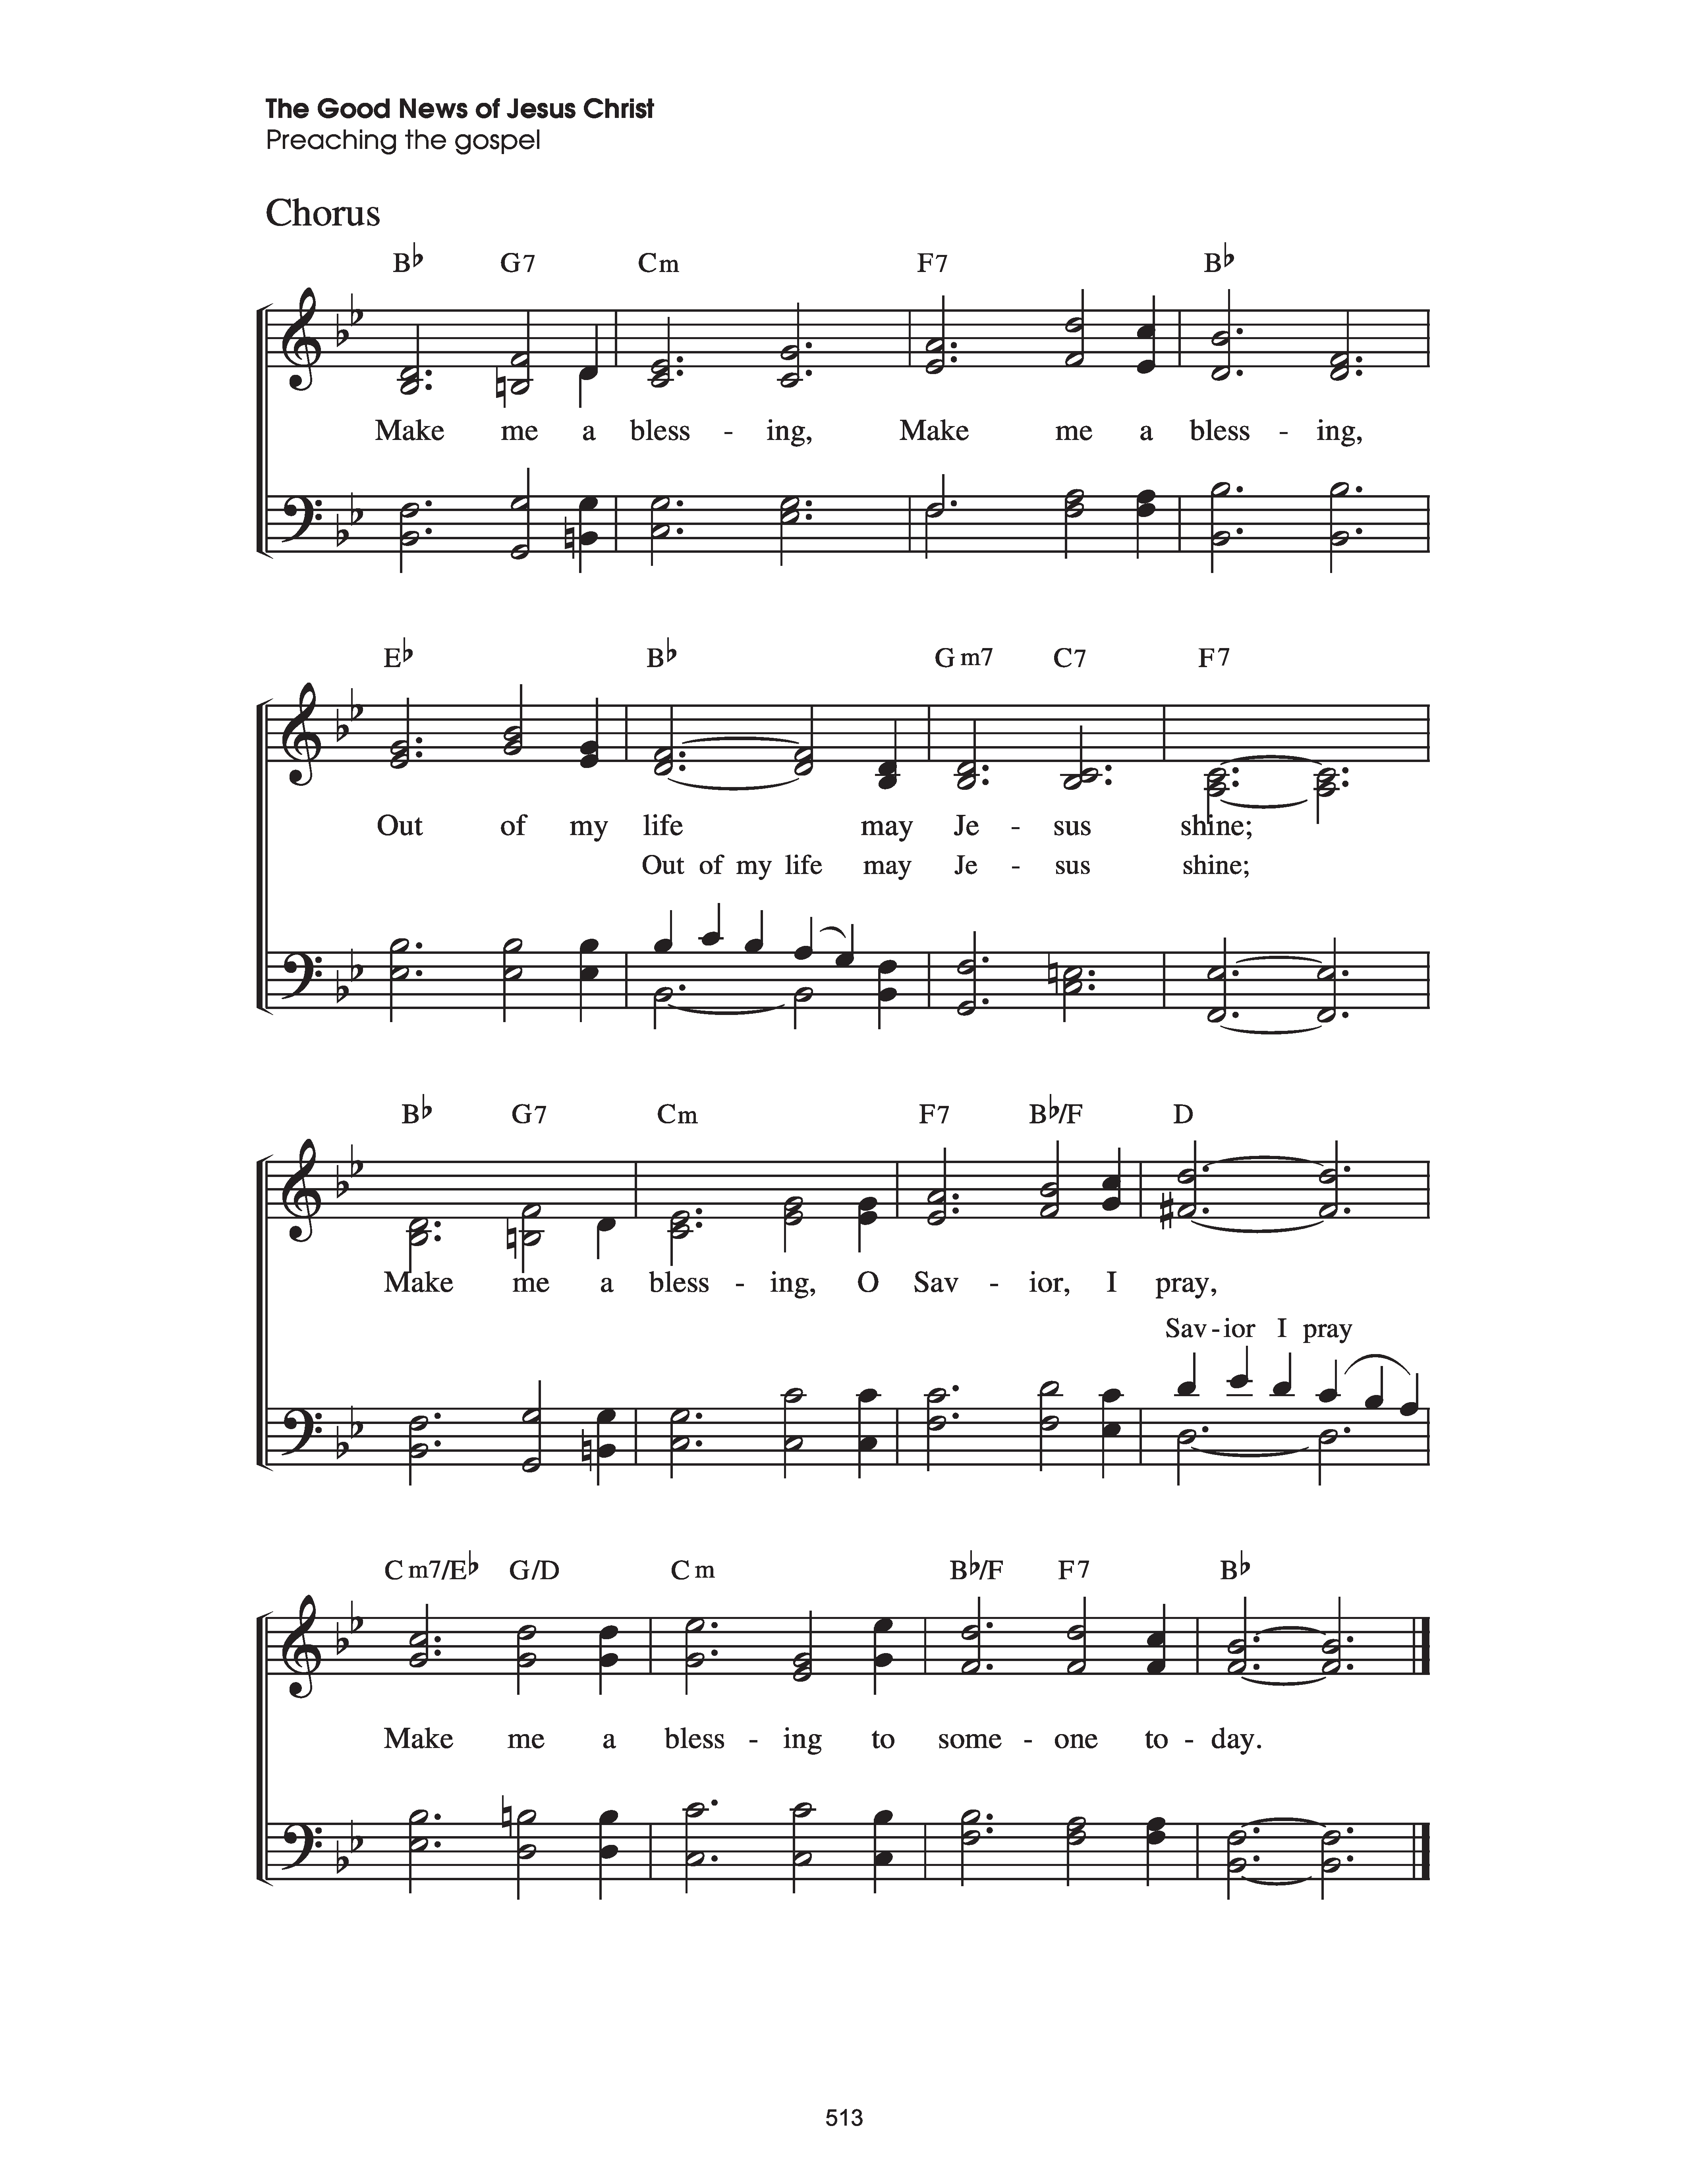 The Good News of Jesus Christ
Preaching the gospel
Chorus
B♭ G7 Cm F7 B♭
Make me a bless - ing, Make me a bless - ing,
E♭ B♭ G m7 C7 F7
Out of my life may Je - sus shine;
Out of my life may Je - sus shine;
B♭ G7 Cm F7 B♭/F D
Make me a bless - ing, O Sav - ior, I pray,
Sav - ior I pray
C m7/E♭ G/D C m B♭/F F7 B♭
Make me a bless - ing to some - one to - day.
513